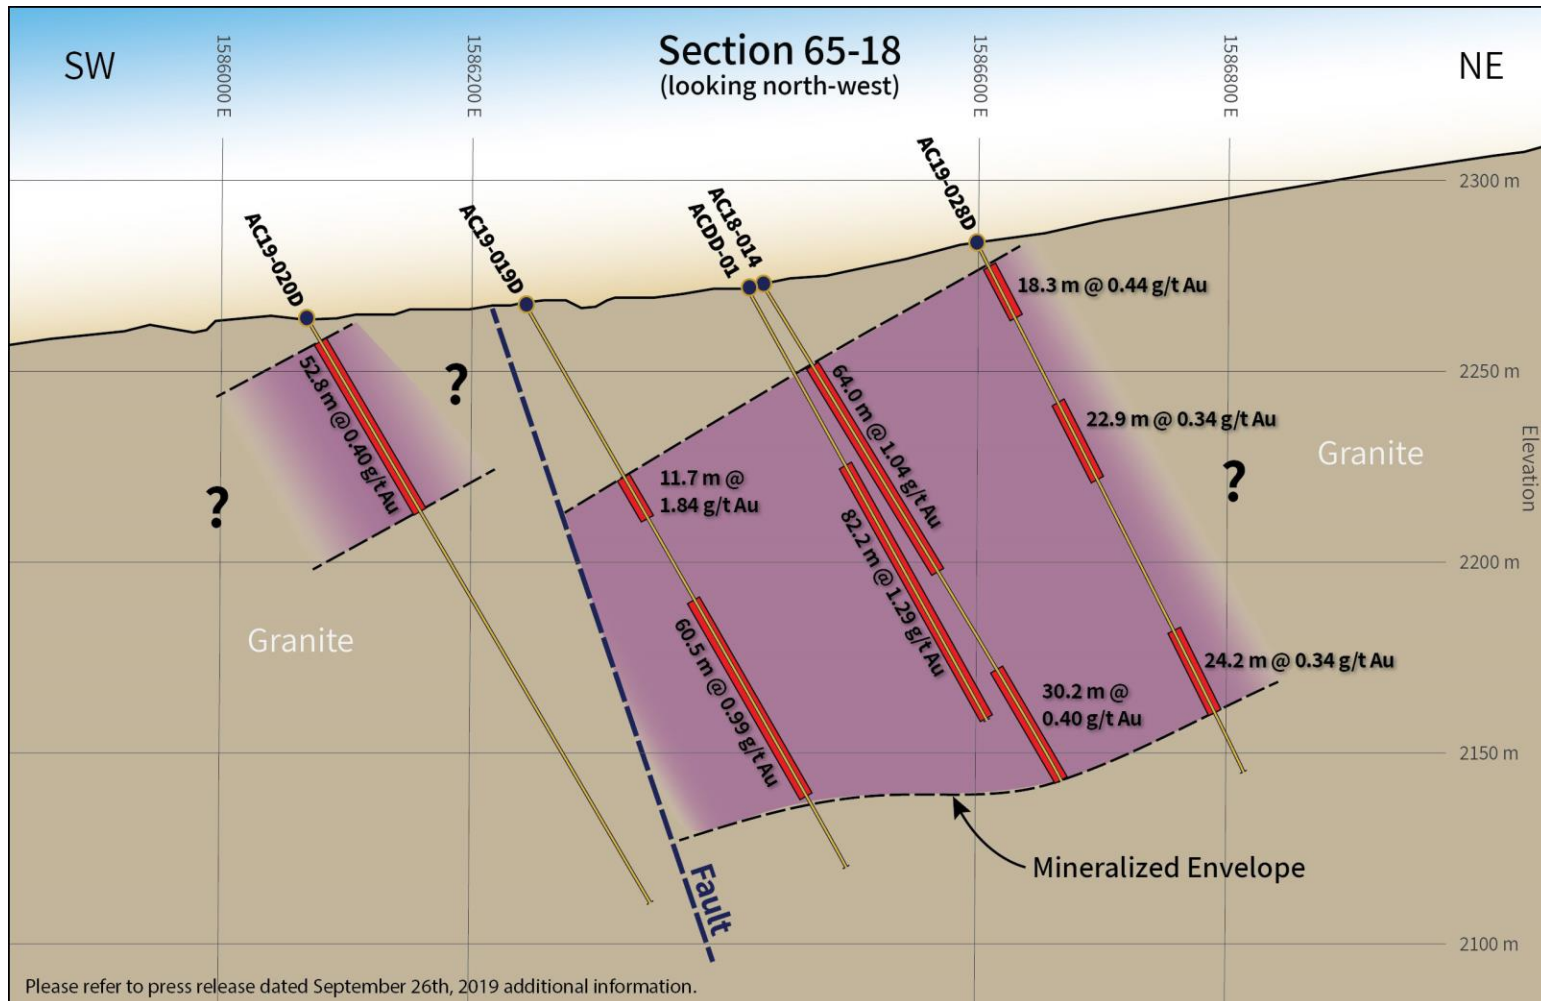 SW
1586000 E
1586200 E
Section 65-18
(looking north-west)
1586600 E
1586800 E
NE
AC19-020D
AC19-019D
AC18-014
ACDD-01
AC19-028D
2300 m
2250 m
2200 m
2150 m
2100 m
Elevation
52.8 m @ 0.40 g/t Au
?
?
11.7 m @
1.84 g/t Au
60.5 m @ 0.99 g/t Au
64.0 m @ 1.04 g/t Au
82.2 m @ 1.29 g/t Au
30.2 m @
0.40 g/t Au
18.3 m @ 0.44 g/t Au
22.9 m @ 0.34 g/t Au
24.2 m @ 0.34 g/t Au
?
Granite
Granite
Fault
Mineralized Envelope
Please refer to press release dated September 26th, 2019 additional information.